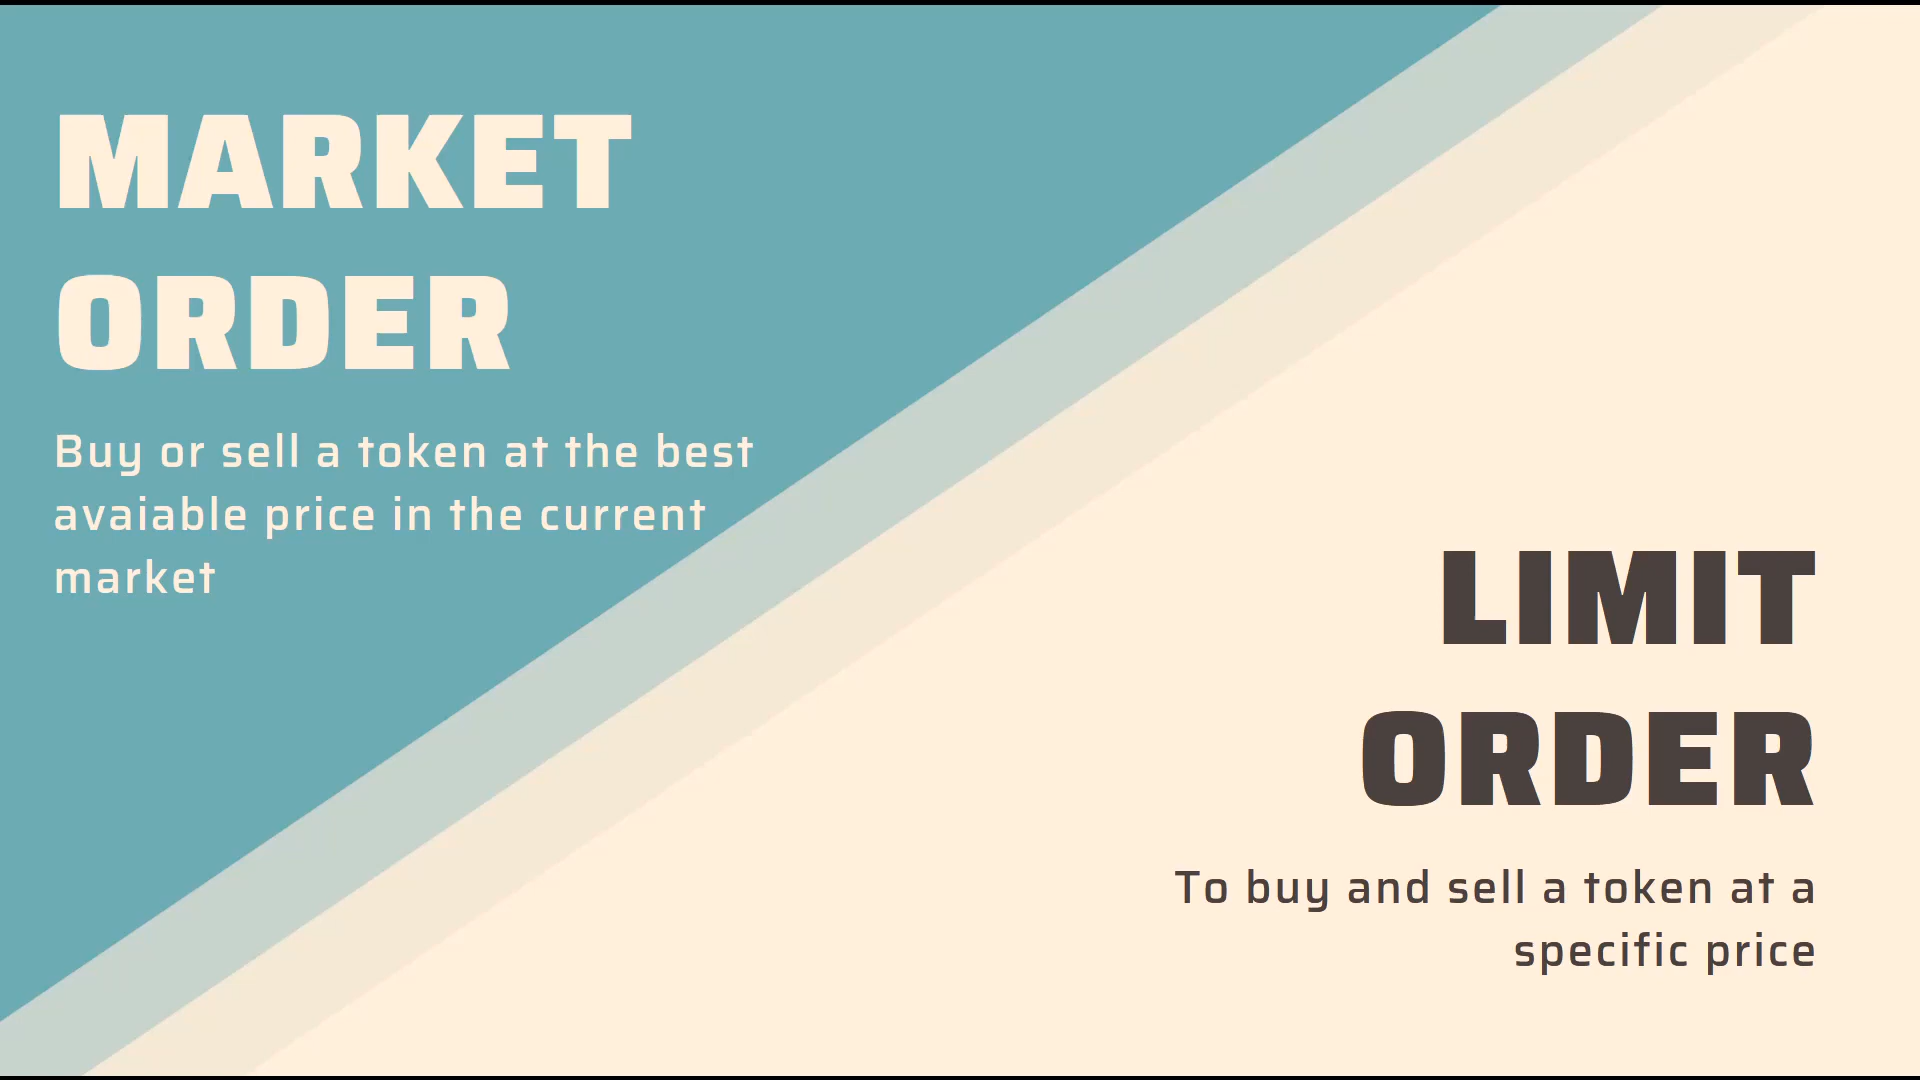 MARKET
ORDER
Buy or sell a token at the best
avaiable price in the current
market
LIMIT
ORDER
To buy and sell a token at a
specific price